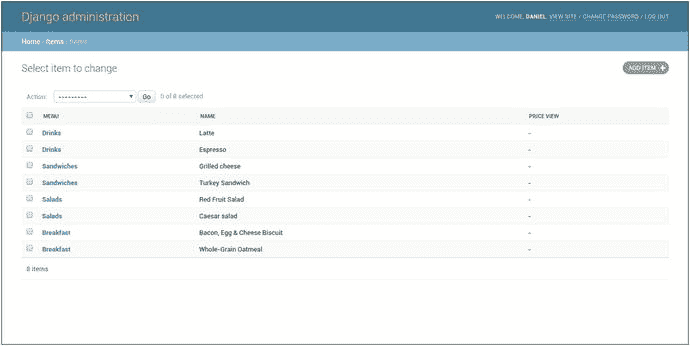 Django administration
WELCOME, DANIEL. VIEW SITE / CHANGE PASSWORD / LOG OUT
Home › Items › Items
Select item to change
ADD ITEM +
Action: --------- Go 0 of 8 selected
MENU NAME PRICE VIEW
Drinks Latte -
Drinks Espresso -
Sandwiches Grilled cheese -
Sandwiches Turkey Sandwich -
Salads Red Fruit Salad -
Salads Caesar salad -
Breakfast Bacon, Egg & Cheese Biscuit -
Breakfast Whole-Grain Oatmeal -
8 items